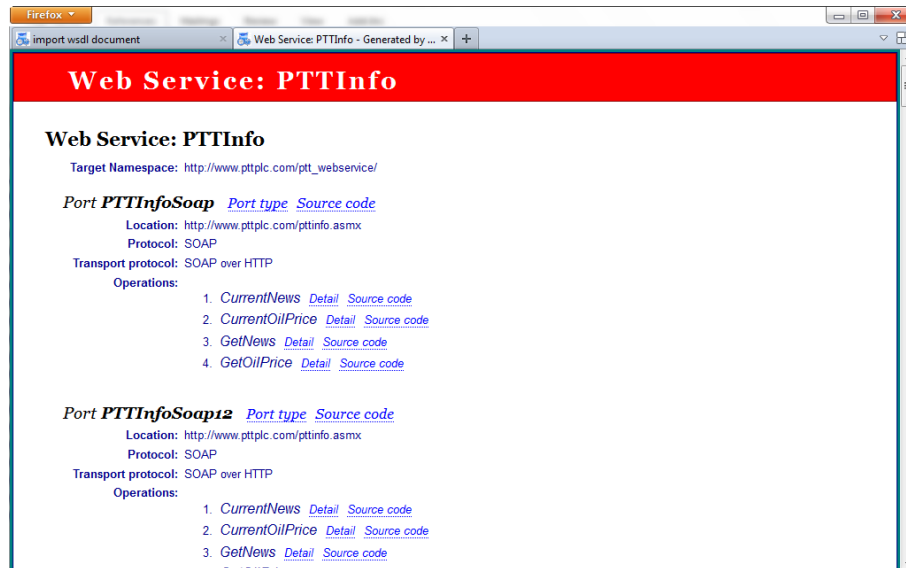 Firefox
import wsdl document
Web Service: PTTInfo - Generated by ...
Web Service: PTTInfo
Web Service: PTTInfo
Target Namespace: http://www.pttplc.com/ptt_webservice/
Port PTTInfoSoap Port type Source code
Location: http://www.pttplc.com/pttinfo.asmx
Protocol: SOAP
Transport protocol: SOAP over HTTP
Operations:
1. CurrentNews Detail Source code
2. CurrentOilPrice Detail Source code
3. GetNews Detail Source code
4. GetOilPrice Detail Source code
Port PTTInfoSoap12 Port type Source code
Location: http://www.pttplc.com/pttinfo.asmx
Protocol: SOAP
Transport protocol: SOAP over HTTP
Operations:
1. CurrentNews Detail Source code
2. CurrentOilPrice Detail Source code
3. GetNews Detail Source code